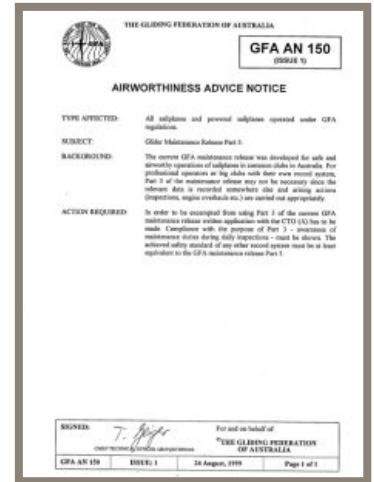 THE GLIDING FEDERATION OF AUSTRALIA
GFA AN 150
(ISSUE 1)
AIRWORTHINESS ADVICE NOTICE
TYPE AFFECTED: All sailplanes and powered sailplanes operated under GFA
regulations.
SUBJECT: Glider Maintenance Release Part 3.
BACKGROUND: The current GFA maintenance release was developed for safe and
airworthy operations of sailplanes in common clubs in Australia. For
professional operators or big clubs with their own record system,
Part 3 of the maintenance release may not be necessary since the
relevant data is recorded somewhere else and arising actions
(inspections, engine overhauls etc.) are carried out appropriately.
ACTION REQUIRED: In order to be exempted from using Part 3 of the current GFA
maintenance release written application with the CTO (A) has to be
made. Compliance with the purpose of Part 3 - awareness of
maintenance duties during daily inspections - must be shown. The
achieved safety standard of any other record system must be at least
equivalent to the GFA maintenance release Part 3.
SIGNED: For and on behalf of
THE GLIDING FEDERATION
OF AUSTRALIA
CHIEF TECHNICAL OFFICER
GFA AN 150 ISSUE: 1 24 August, 1999 Page 1 of 1